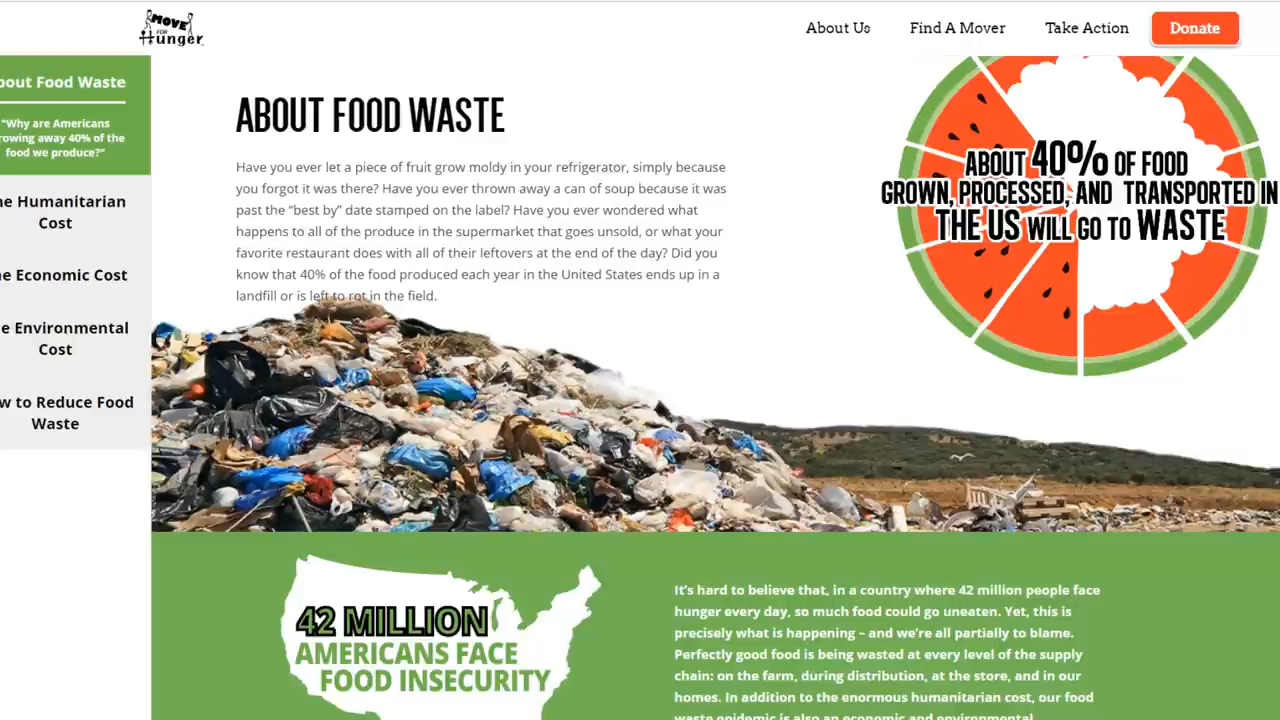 MOVE
FOR
Hunger
About Us
Find A Mover
Take Action
Donate
bout Food Waste
"Why are Americans
rowing away 40% of the
food we produce?"
he Humanitarian
Cost
he Economic Cost
e Environmental
Cost
w to Reduce Food
Waste
ABOUT FOOD WASTE
Have you ever let a piece of fruit grow moldy in your refrigerator, simply because
you forgot it was there? Have you ever thrown away a can of soup because it was
past the “best by” date stamped on the label? Have you ever wondered what
happens to all of the produce in the supermarket that goes unsold, or what your
favorite restaurant does with all of their leftovers at the end of the day? Did you
know that 40% of the food produced each year in the United States ends up in a
landfill or is left to rot in the field.
ABOUT 40% OF FOOD
GROWN, PROCESSED, AND TRANSPORTED IN
THE US WILL GO TO WASTE
42 MILLION
AMERICANS FACE
FOOD INSECURITY
It's hard to believe that, in a country where 42 million people face
hunger every day, so much food could go uneaten. Yet, this is
precisely what is happening – and we're all partially to blame.
Perfectly good food is being wasted at every level of the supply
chain: on the farm, during distribution, at the store, and in our
homes. In addition to the enormous humanitarian cost, our food
waste epidemic is also an economic and environmental